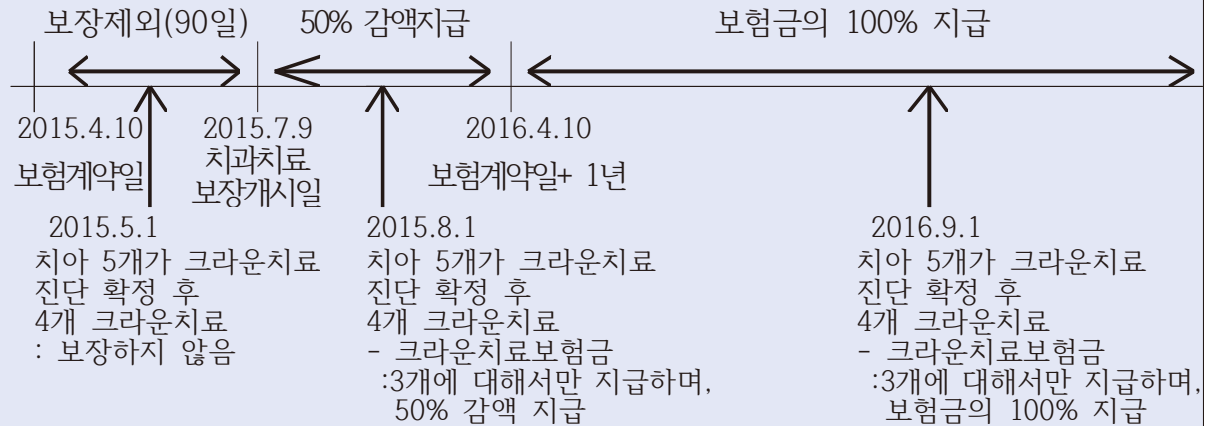 보장제외(90일) 50% 감액지급 보험금의 100% 지급
2015.4.10 2015.7.9 2016.4.10
보험계약일 치과치료 보장개시일 보험계약일+ 1년
2015.5.1
치아 5개가 크라운치료
진단 확정 후
4개 크라운치료
: 보장하지 않음
2015.8.1
치아 5개가 크라운치료
진단 확정 후
4개 크라운치료
- 크라운치료보험금
:3개에 대해서만 지급하며,
50% 감액 지급
2016.9.1
치아 5개가 크라운치료
진단 확정 후
4개 크라운치료
- 크라운치료보험금
:3개에 대해서만 지급하며,
보험금의 100% 지급